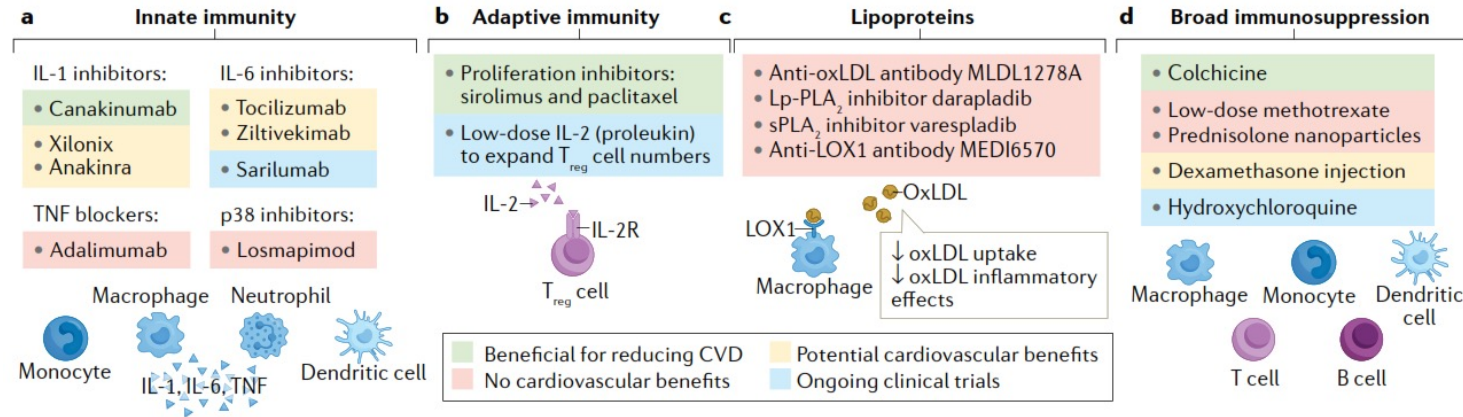 a Innate immunity
IL-1 inhibitors:
• Canakinumab
• Xilonix
• Anakinra
IL-6 inhibitors:
• Tocilizumab
• Ziltivekimab
• Sarilumab
TNF blockers:
• Adalimumab
p38 inhibitors:
• Losmapimod
Macrophage
Neutrophil
Monocyte
IL-1, IL-6, TNF
Dendritic cell
b Adaptive immunity
• Proliferation inhibitors:
sirolimus and paclitaxel
• Low-dose IL-2 (proleukin)
to expand Treg cell numbers
IL-2
IL-2R
Treg cell
c Lipoproteins
• Anti-oxLDL antibody MLDL1278A
• Lp-PLA2 inhibitor darapladib
• sPLA2 inhibitor varespladib
• Anti-LOX1 antibody MEDI6570
OxLDL
LOX1
Macrophage
↓ oxLDL uptake
↓ oxLDL inflammatory
effects
d Broad immunosuppression
• Colchicine
• Low-dose methotrexate
• Prednisolone nanoparticles
• Dexamethasone injection
• Hydroxychloroquine
Macrophage
Monocyte
Dendritic
cell
T cell
B cell
Beneficial for reducing CVD
No cardiovascular benefits
Potential cardiovascular benefits
Ongoing clinical trials